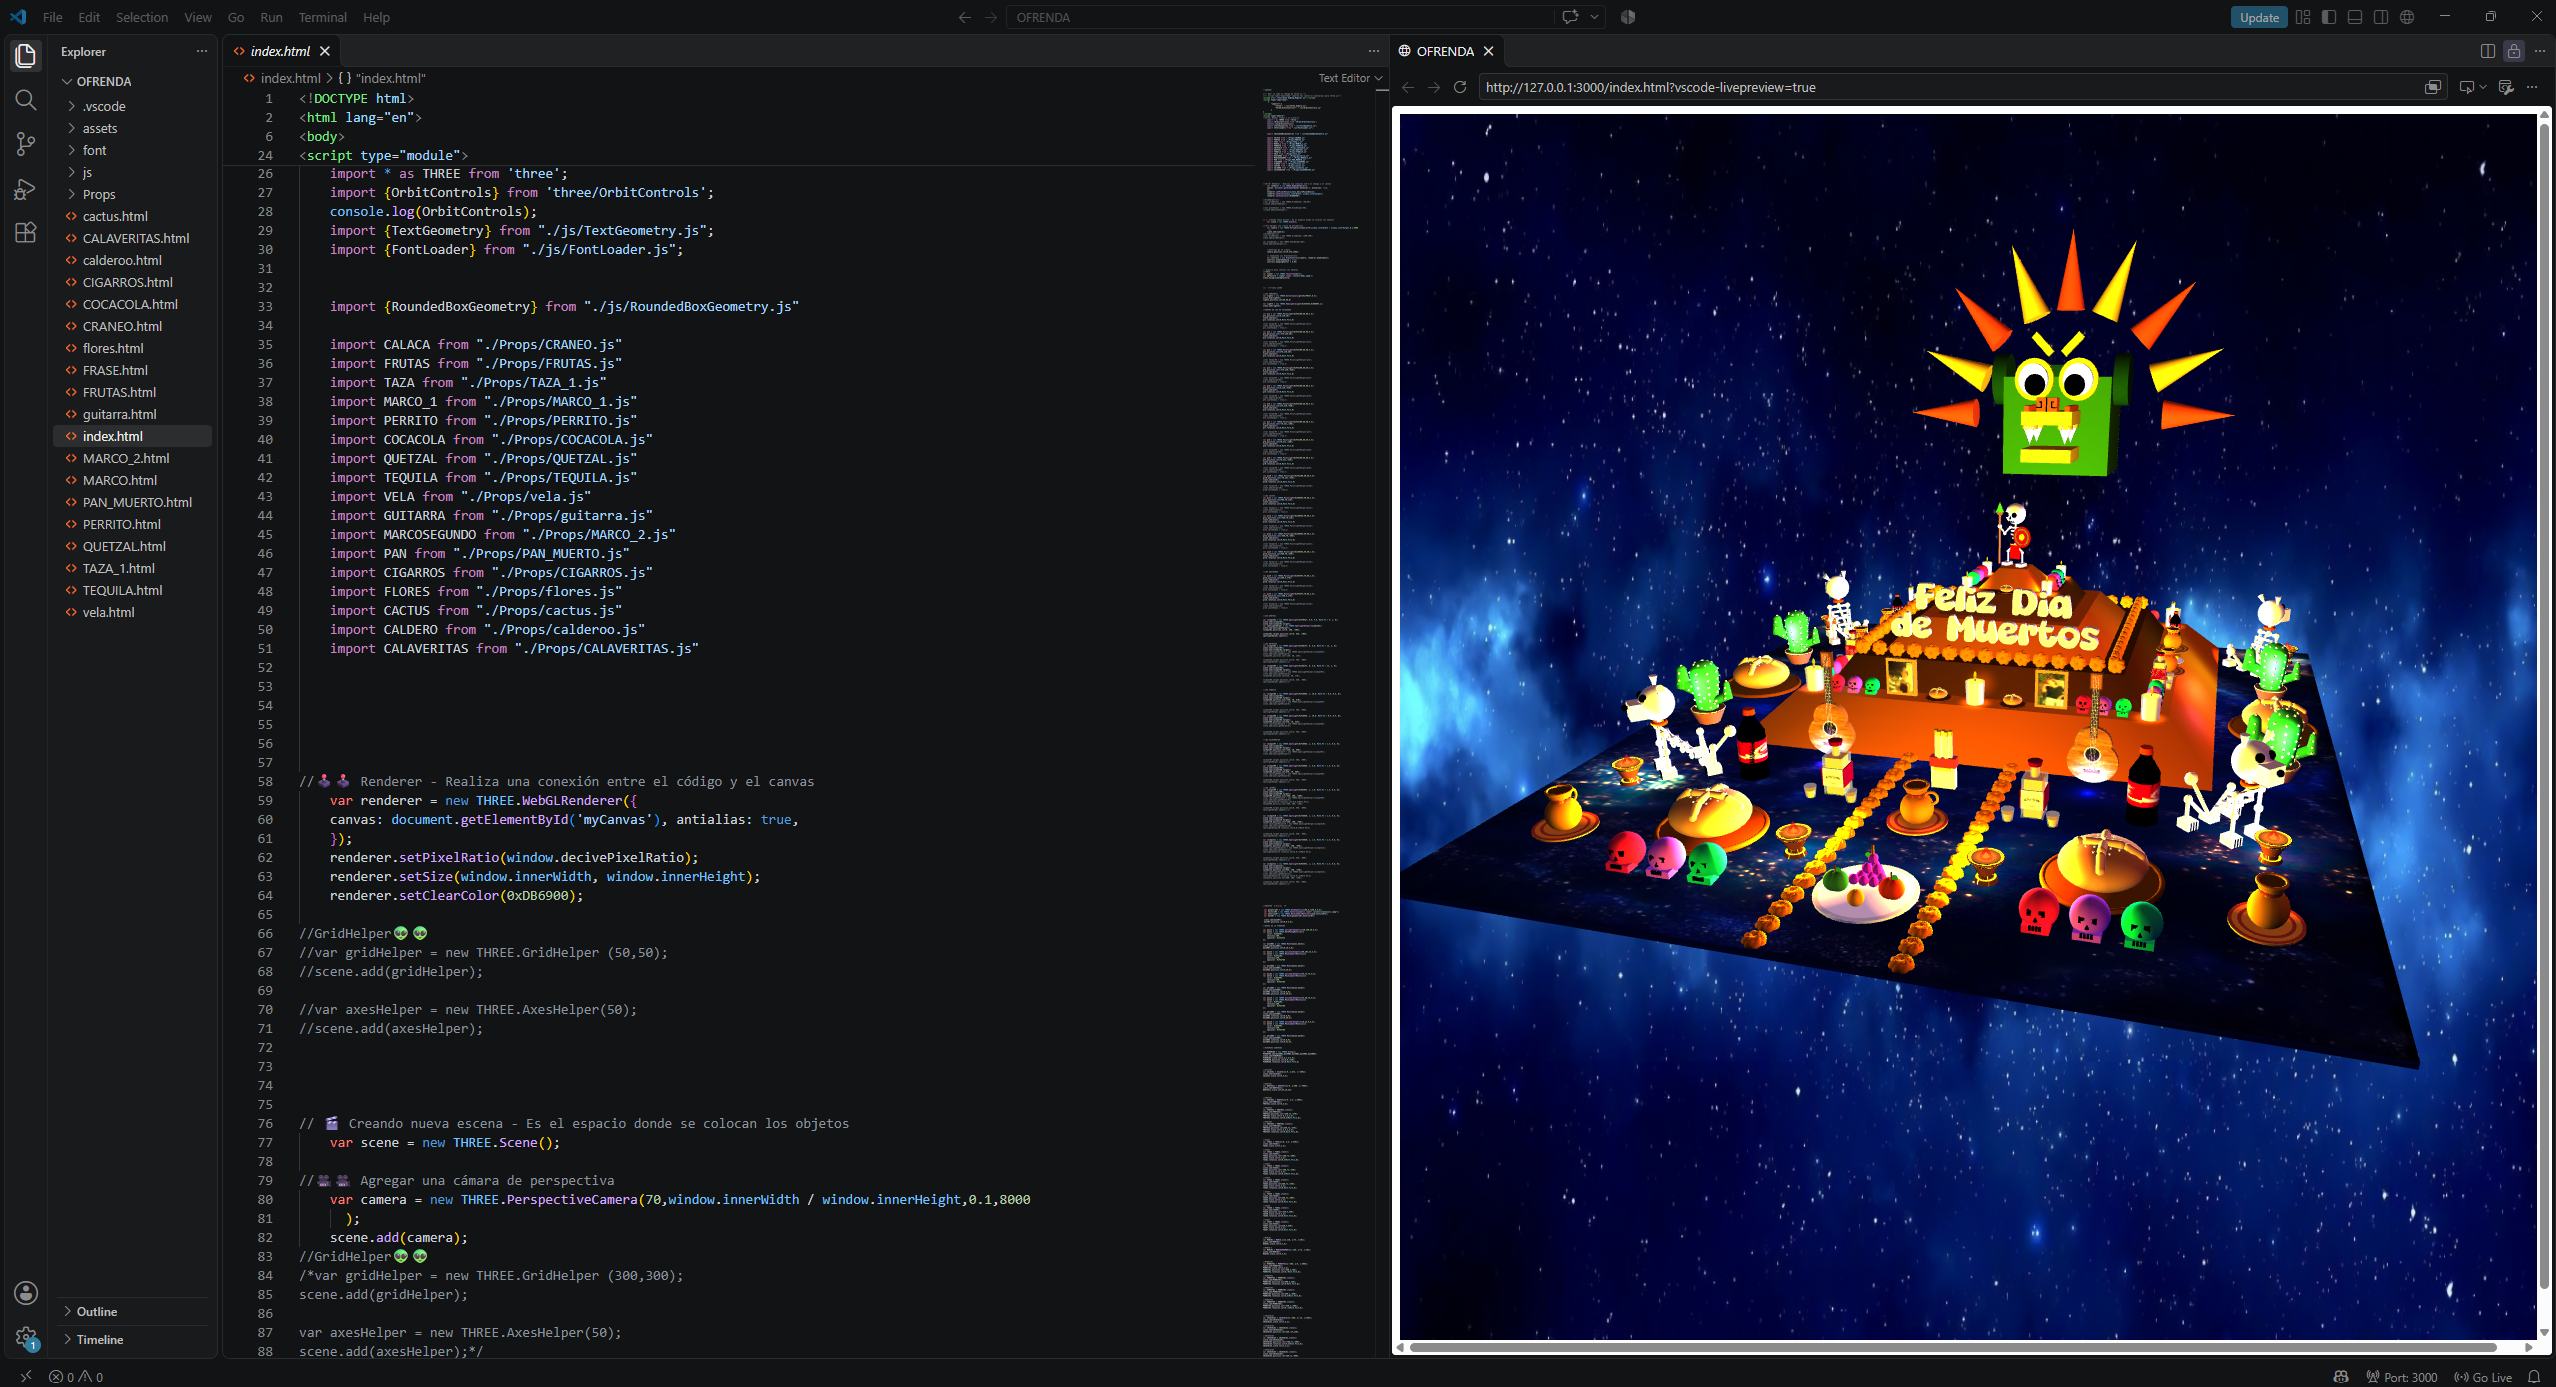 File Edit Selection View Go Run Terminal Help
OFRENDA
Update
Explorer
OFRENDA
.vscode
assets
font
js
Props
cactus.html
CALAVERITAS.html
calderoo.html
CIGARROS.html
COCACOLA.html
CRANEO.html
flores.html
FRASE.html
FRUTAS.html
guitarra.html
index.html
MARCO_2.html
MARCO.html
PAN_MUERTO.html
PERRITO.html
QUETZAL.html
TAZA_1.html
TEQUILA.html
vela.html
Outline
Timeline
index.html
index.html > {} "index.html"
Text Editor
1 <!DOCTYPE html>
2 <html lang="en">
6 <body>
24 <script type="module">
26 import * as THREE from 'three';
27 import {OrbitControls} from 'three/OrbitControls';
28 console.log(OrbitControls);
29 import {TextGeometry} from "./js/TextGeometry.js";
30 import {FontLoader} from "./js/FontLoader.js";
31
32
33 import {RoundedBoxGeometry} from "./js/RoundedBoxGeometry.js"
34
35 import CALACA from "./Props/CRANEO.js"
36 import FRUTAS from "./Props/FRUTAS.js"
37 import TAZA from "./Props/TAZA_1.js"
38 import MARCO_1 from "./Props/MARCO_1.js"
39 import PERRITO from "./Props/PERRITO.js"
40 import COCACOLA from "./Props/COCACOLA.js"
41 import QUETZAL from "./Props/QUETZAL.js"
42 import TEQUILA from "./Props/TEQUILA.js"
43 import VELA from "./Props/vela.js"
44 import GUITARRA from "./Props/guitarra.js"
45 import MARCOSEGUNDO from "./Props/MARCO_2.js"
46 import PAN from "./Props/PAN_MUERTO.js"
47 import CIGARROS from "./Props/CIGARROS.js"
48 import FLORES from "./Props/flores.js"
49 import CACTUS from "./Props/cactus.js"
50 import CALDERO from "./Props/calderoo.js"
51 import CALAVERITAS from "./Props/CALAVERITAS.js"
52
53
54
55
56
57
58 //🕹️🕹️ Renderer - Realiza una conexión entre el código y el canvas
59 var renderer = new THREE.WebGLRenderer({
60 canvas: document.getElementById('myCanvas'), antialias: true,
61 });
62 renderer.setPixelRatio(window.decivePixelRatio);
63 renderer.setSize(window.innerWidth, window.innerHeight);
64 renderer.setClearColor(0xDB6900);
65
66 //GridHelper👽👽
67 //var gridHelper = new THREE.GridHelper (50,50);
68 //scene.add(gridHelper);
69
70 //var axesHelper = new THREE.AxesHelper(50);
71 //scene.add(axesHelper);
72
73
74
75
76 // 🎬 Creando nueva escena - Es el espacio donde se colocan los objetos
77 var scene = new THREE.Scene();
78
79 //🎥🎥 Agregar una cámara de perspectiva
80 var camera = new THREE.PerspectiveCamera(70,window.innerWidth / window.innerHeight,0.1,8000
81 );
82 scene.add(camera);
83 //GridHelper👽👽
84 /*var gridHelper = new THREE.GridHelper (300,300);
85 scene.add(gridHelper);
86
87 var axesHelper = new THREE.AxesHelper(50);
88 scene.add(axesHelper);*/
OFRENDA
http://127.0.0.1:3000/index.html?vscode-livepreview=true
Feliz Dia
de Muertos
1
0 0
Port: 3000
Go Live